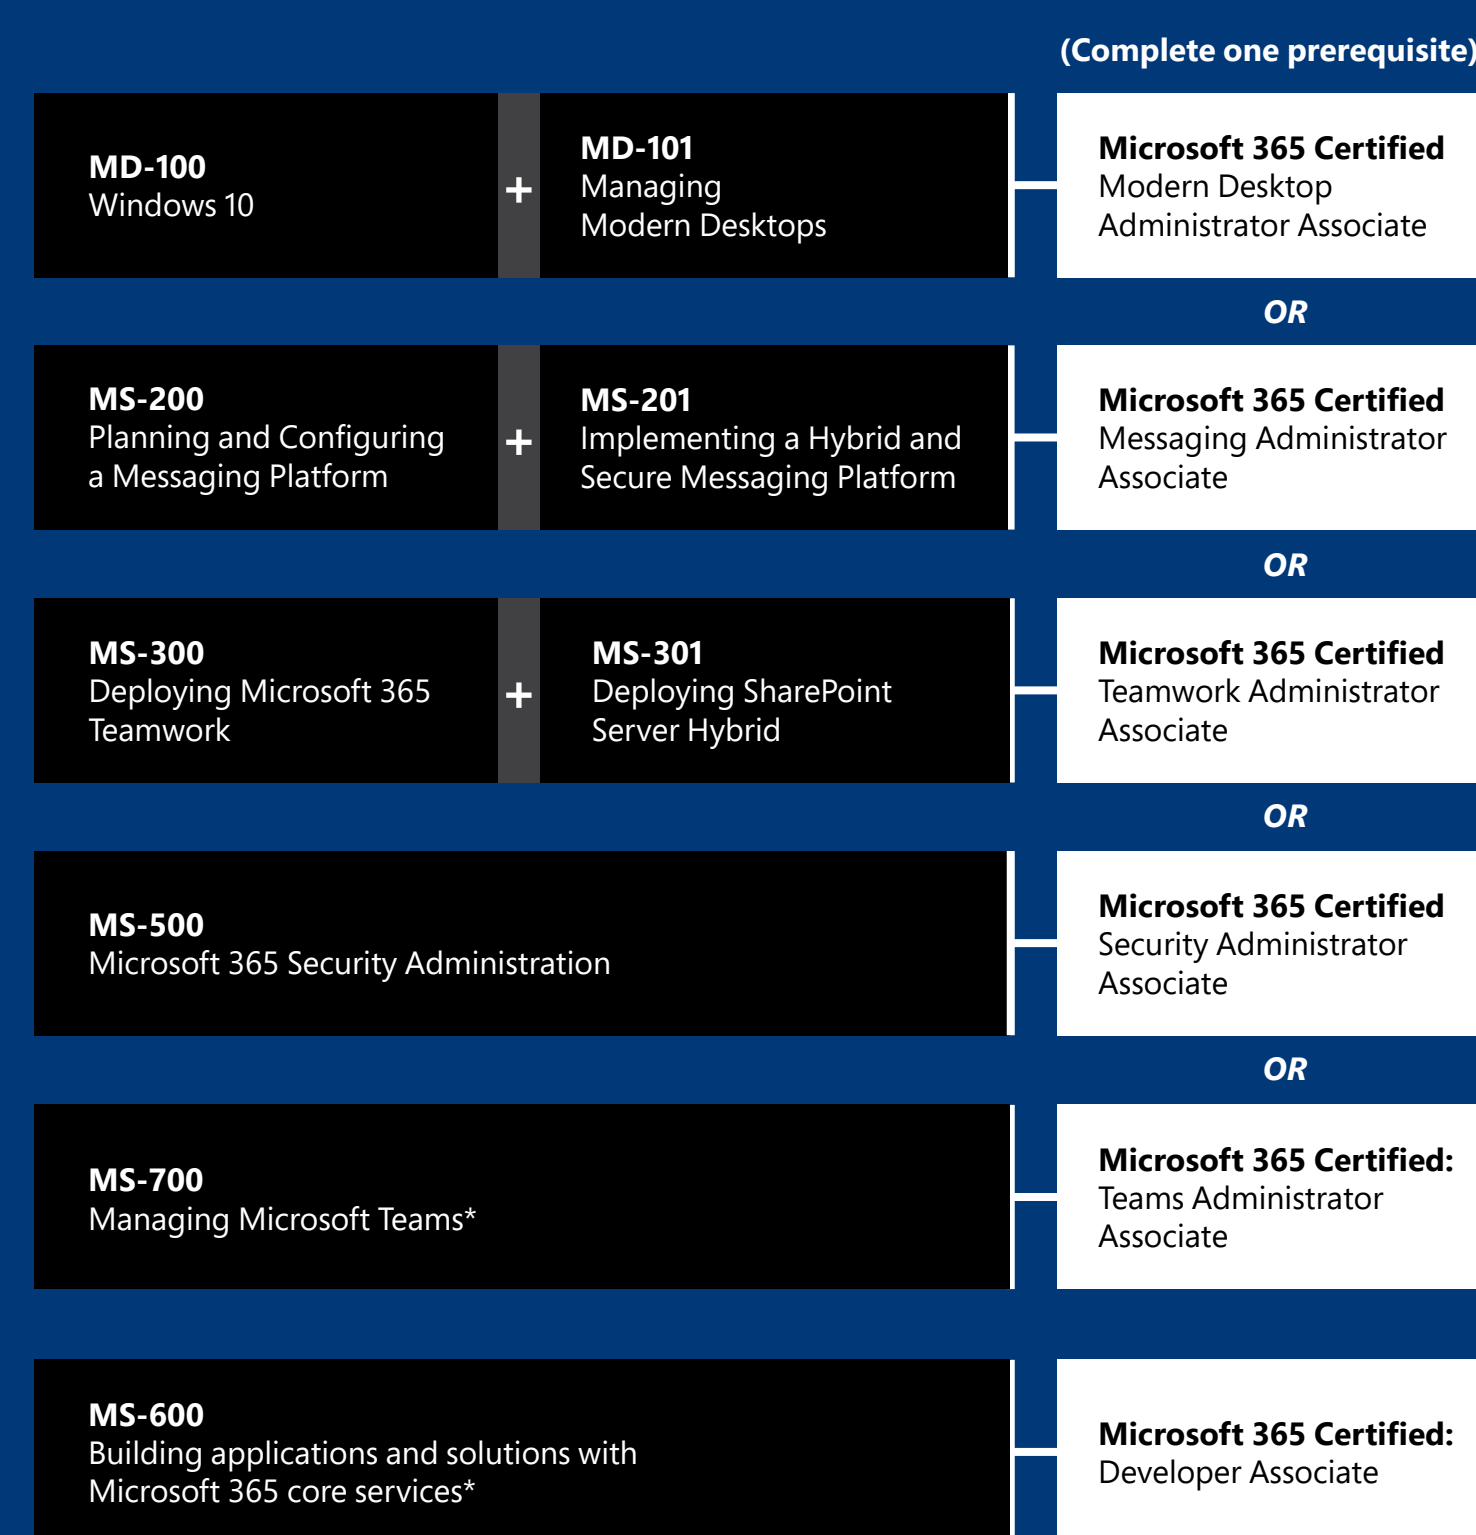 (Complete one prerequisite)
MD-100
Windows 10
+
MD-101
Managing
Modern Desktops
Microsoft 365 Certified
Modern Desktop
Administrator Associate
OR
MS-200
Planning and Configuring
a Messaging Platform
+
MS-201
Implementing a Hybrid and
Secure Messaging Platform
Microsoft 365 Certified
Messaging Administrator
Associate
OR
MS-300
Deploying Microsoft 365
Teamwork
+
MS-301
Deploying SharePoint
Server Hybrid
Microsoft 365 Certified
Teamwork Administrator
Associate
OR
MS-500
Microsoft 365 Security Administration
Microsoft 365 Certified
Security Administrator
Associate
OR
MS-700
Managing Microsoft Teams*
Microsoft 365 Certified:
Teams Administrator
Associate
MS-600
Building applications and solutions with
Microsoft 365 core services*
Microsoft 365 Certified:
Developer Associate